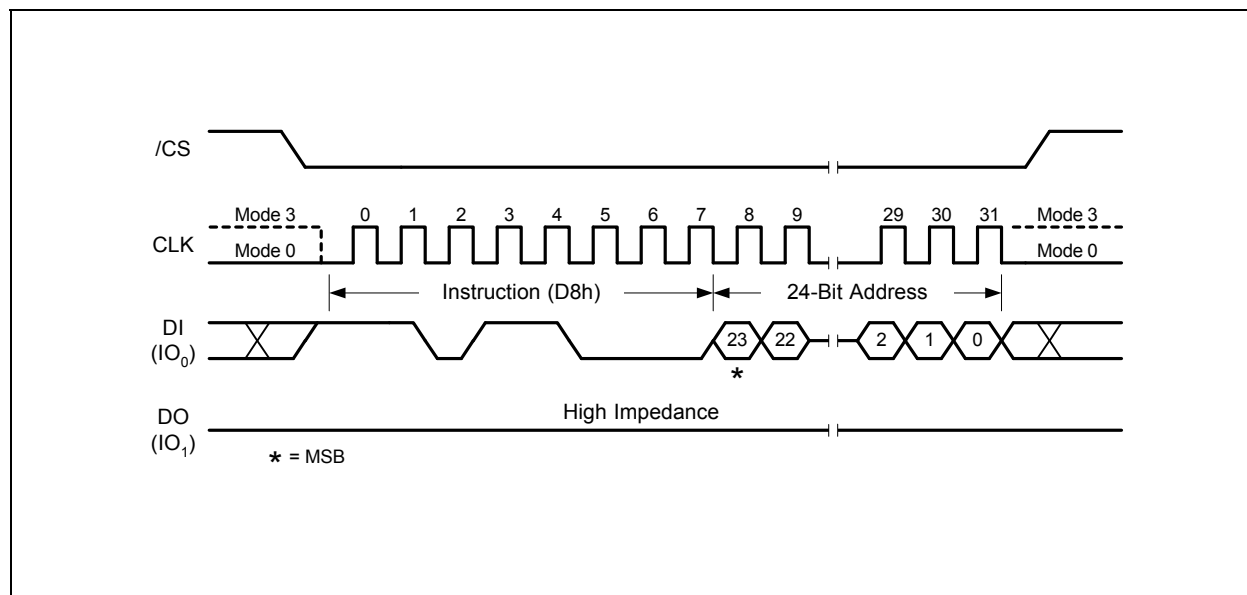 /CS
Mode 3 0 1 2 3 4 5 6 7 8 9 29 30 31 Mode 3
CLK
Mode 0 Mode 0
Instruction (D8h) 24-Bit Address
DI
(IO₀)
23 22 2 1 0
*
High Impedance
DO
(IO₁)
* = MSB